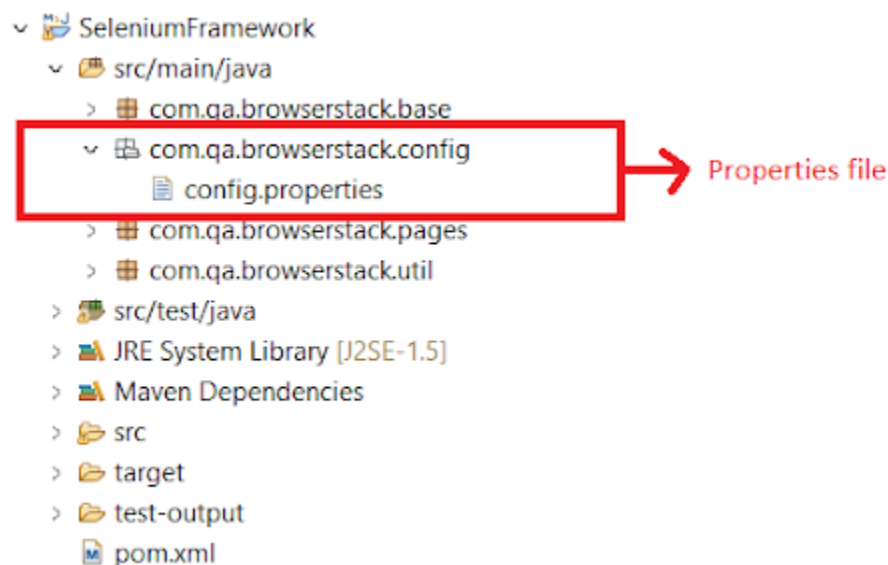 SeleniumFramework
src/main/java
com.qa.browserstack.base
com.qa.browserstack.config
config.properties
Properties file
com.qa.browserstack.pages
com.qa.browserstack.util
src/test/java
JRE System Library [J2SE-1.5]
Maven Dependencies
src
target
test-output
pom.xml